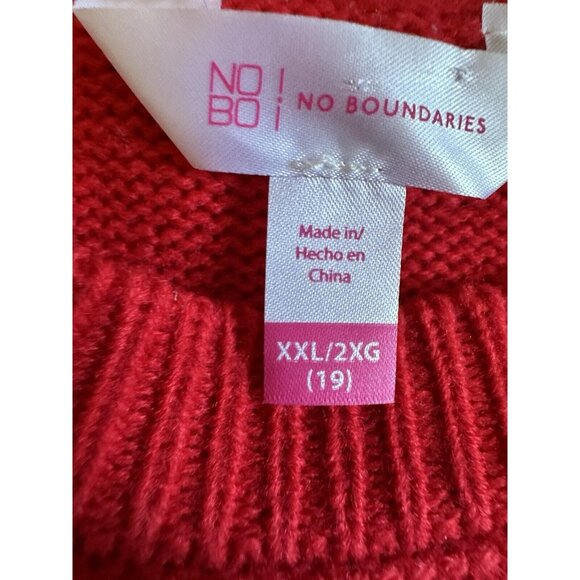 NO BO
NO BOUNDARIES
Made in/
Hecho en
China
XXL/2XG
(19)